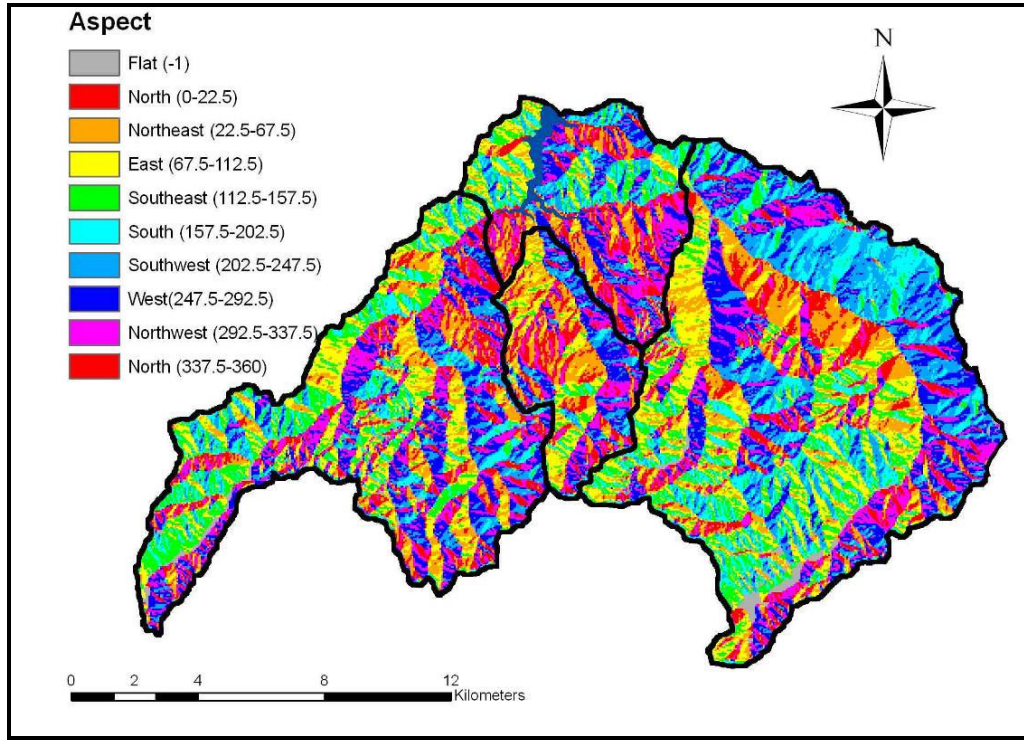 Aspect
N
Flat (-1)
North (0-22.5)
Northeast (22.5-67.5)
East (67.5-112.5)
Southeast (112.5-157.5)
South (157.5-202.5)
Southwest (202.5-247.5)
West(247.5-292.5)
Northwest (292.5-337.5)
North (337.5-360)
0 2 4 8 12
Kilometers